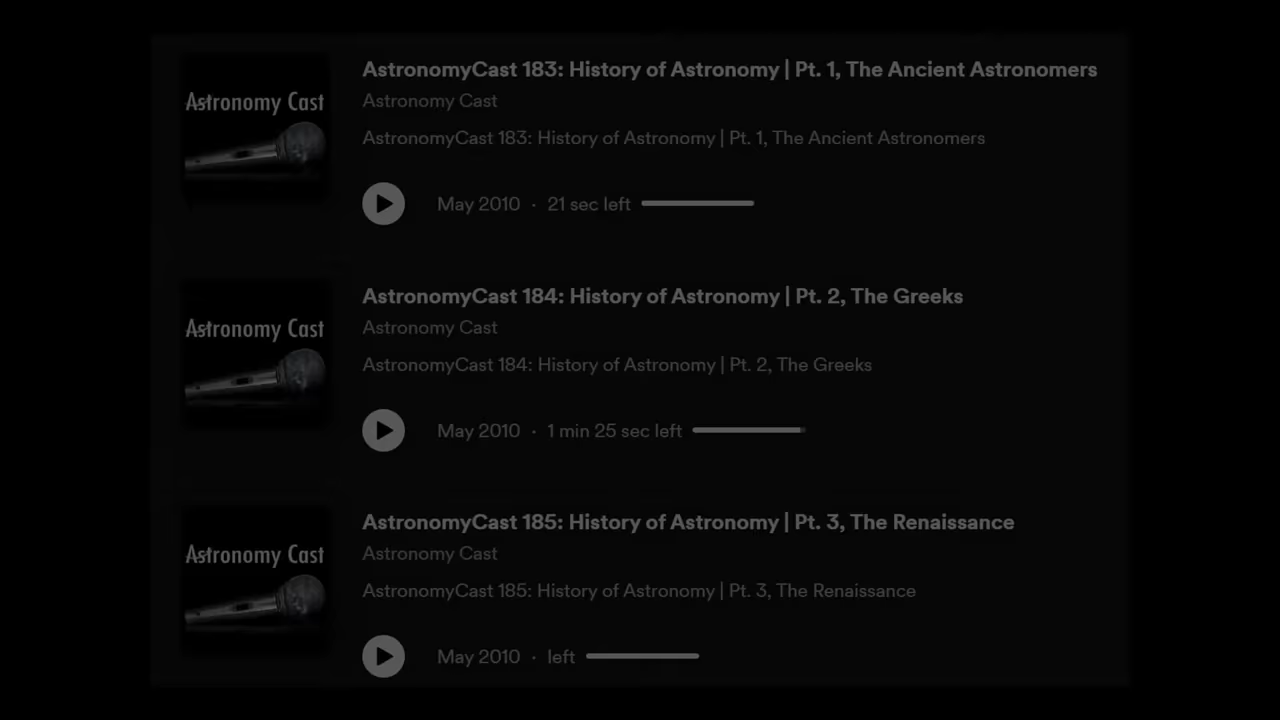 AstronomyCast 183: History of Astronomy | Pt. 1, The Ancient Astronomers
Astronomy Cast
Astronomy Cast
AstronomyCast 183: History of Astronomy | Pt. 1, The Ancient Astronomers
May 2010 · 21 sec left
AstronomyCast 184: History of Astronomy | Pt. 2, The Greeks
Astronomy Cast
Astronomy Cast
AstronomyCast 184: History of Astronomy | Pt. 2, The Greeks
May 2010 · 1 min 25 sec left
AstronomyCast 185: History of Astronomy | Pt. 3, The Renaissance
Astronomy Cast
Astronomy Cast
AstronomyCast 185: History of Astronomy | Pt. 3, The Renaissance
May 2010 · left